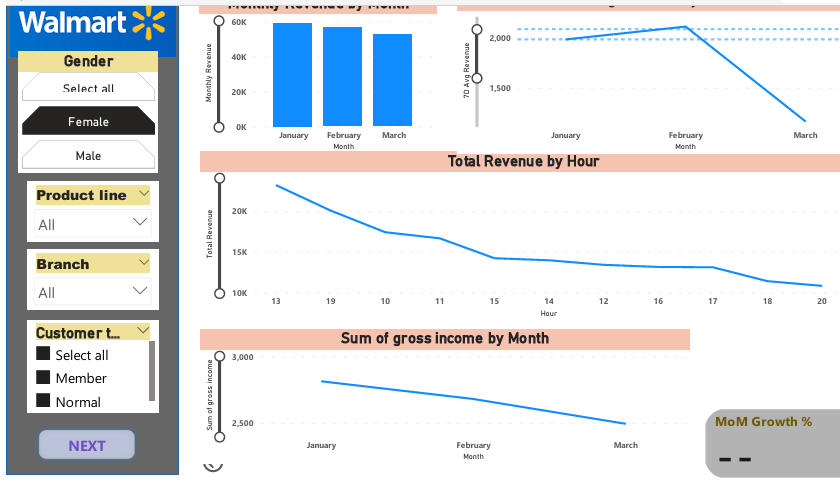 Walmart
Gender
Select all
Female
Male
Product line
All
Branch
All
Customer t...
Select all
Member
Normal
NEXT
Monthly Revenue by Month
Monthly Revenue
60K
40K
20K
0K
January
February
March
Month
7D Avg Revenue
2,000
1,500
January
February
March
Month
Total Revenue by Hour
Total Revenue
20K
15K
10K
13
19
10
11
15
14
12
16
17
18
20
Hour
Sum of gross income by Month
Sum of gross income
3,000
2,500
January
February
March
Month
MoM Growth %
--